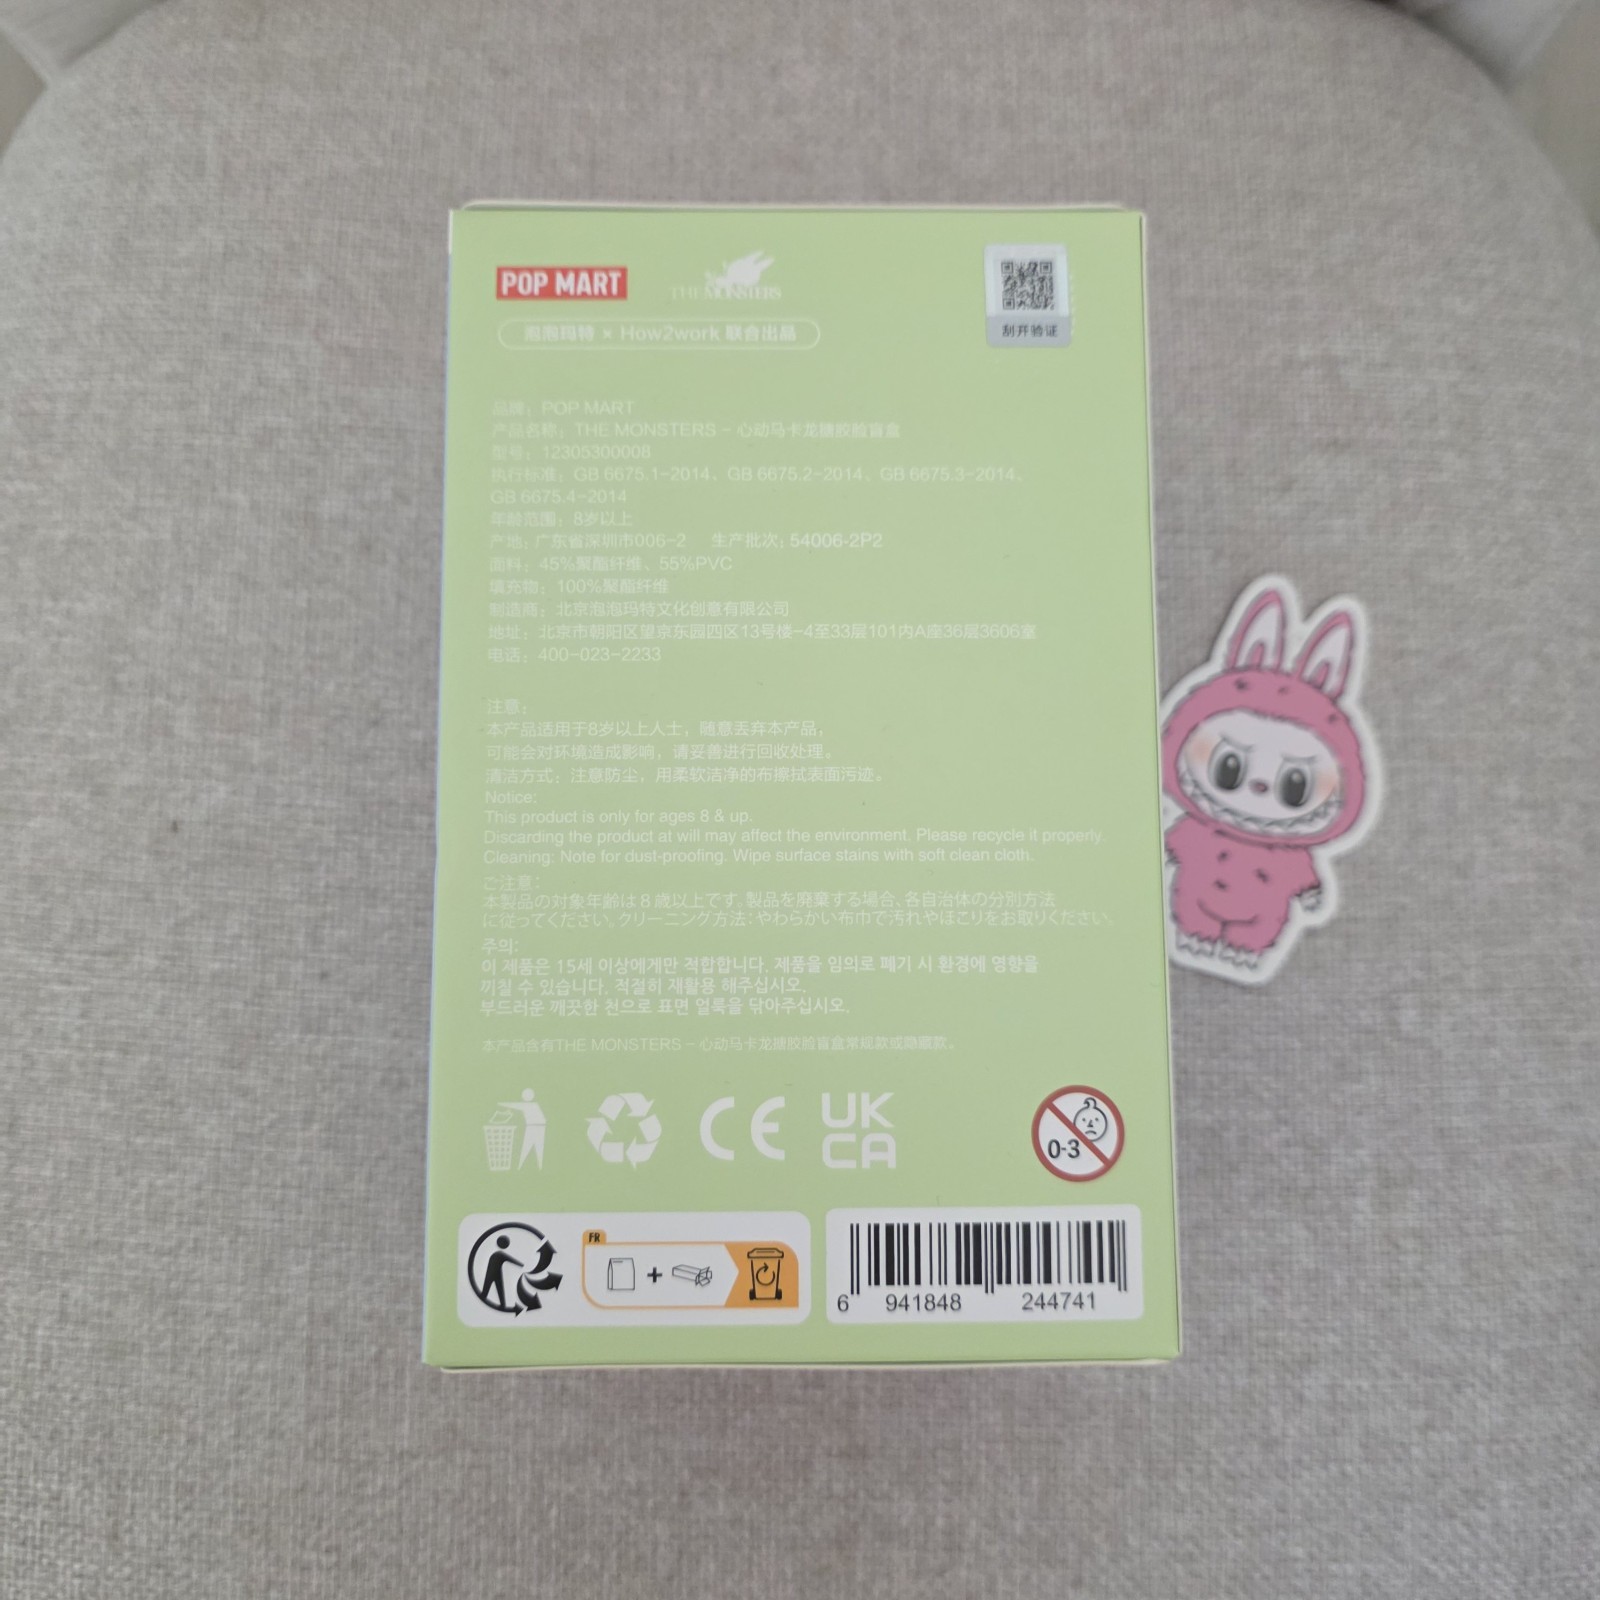 POP MART
THE MONSTERS
泡泡玛特 × How2work 联合出品
刮开验证
品牌：POP MART
产品名称：THE MONSTERS - 心动马卡龙搪胶脸盲盒
型号：12305300008
执行标准：GB 6675.1-2014、GB 6675.2-2014、GB 6675.3-2014、
GB 6675.4-2014
年龄范围：8岁以上
产地：广东省深圳市006-2 生产批次：54006-2P2
面料：45%聚酯纤维、55%PVC
填充物：100%聚酯纤维
制造商：北京泡泡玛特文化创意有限公司
地址：北京市朝阳区望京东园四区13号楼-4至33层101内A座36层3606室
电话：400-023-2233
注意：
本产品适用于8岁以上人士，随意丢弃本产品，
可能会对环境造成影响，请妥善进行回收处理。
清洁方式：注意防尘，用柔软洁净的布擦拭表面污迹。
Notice:
This product is only for ages 8 & up.
Discarding the product at will may affect the environment. Please recycle it properly.
Cleaning: Note for dust-proofing. Wipe surface stains with soft clean cloth.
ご注意：
本製品の対象年齢は8歳以上です。製品を廃棄する場合、各自治体の分別方法
に従ってください。クリーニング方法：やわらかい布巾で汚れやほこりをお取りください。
주의:
이 제품은 15세 이상에게만 적합합니다. 제품을 임의로 폐기 시 환경에 영향을
끼칠 수 있습니다. 적절히 재활용 해주십시오.
부드러운 깨끗한 천으로 표면 얼룩을 닦아주십시오.
本产品含有THE MONSTERS - 心动马卡龙搪胶脸盲盒常规款或隐藏款。
CE
UK
CA
0-3
FR
6 941848 244741